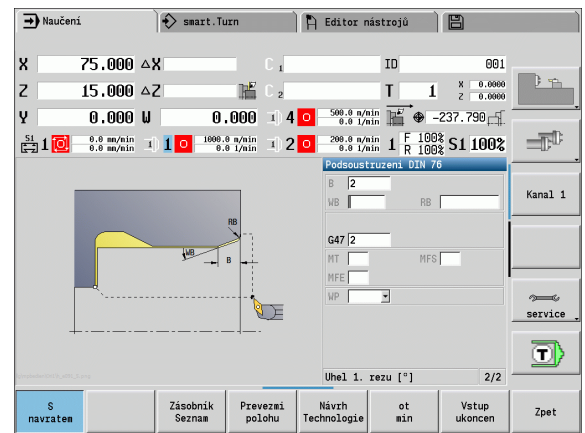 Naučení smart.Turn Editor nástrojů
X 75.000 △X C 1 ID 001
Z 15.000 △Z C 2 T 1 X 0.0000 Z 0.0000
Y 0.000 W 0.000 4 500.0 m/min 0.0 1/min -237.790
S1 1 0.0 mm/min 0.0 mm/min 1 1000.0 m/min 0.0 1/min 2 200.0 m/min 0.0 1/min 1 F 100% R 100% S1 100%
Podsoustruzeni DIN 76
B 2
WB RB
G47 2
MT MFS
MFE
WP
Uhel 1. rezu [°] 2/2
RB
WB
B
Kanal 1
service
T
S navratem
Zásobník Seznam
Prevezmi polohu
Návrh Technologie
ot min
Vstup ukoncen
Zpet